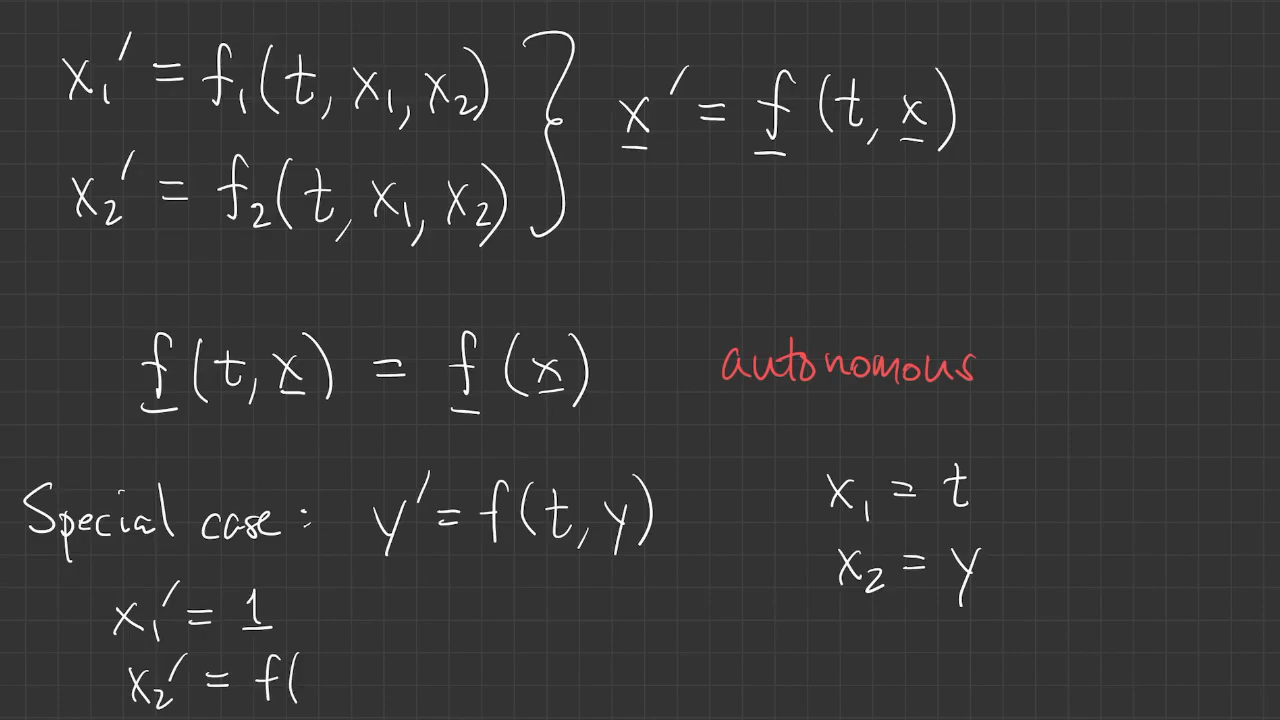 x₁' = f₁(t, x₁, x₂)
x₂' = f₂(t, x₁, x₂) } x̲' = f̲(t, x̲)
f̲(t, x̲) = f̲(x̲) autonomous
Special case: y' = f(t, y)
x₁ = t
x₂ = y
x₁' = 1
x₂' = f(